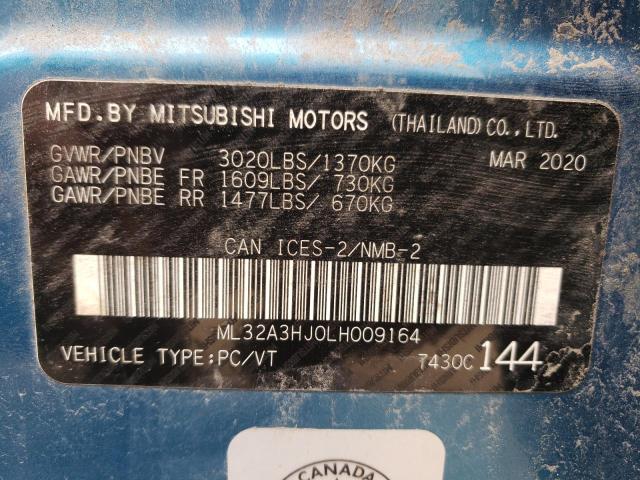 MFD.BY MITSUBISHI MOTORS (THAILAND)CO.,LTD.
GVWR/PNBV 3020LBS/1370KG MAR 2020
GAWR/PNBE FR 1609LBS/ 730KG
GAWR/PNBE RR 1477LBS/ 670KG
CAN ICES-2/NMB-2
ML32A3HJ0LH009164
VEHICLE TYPE:PC/VT 7430C 144
CANADA